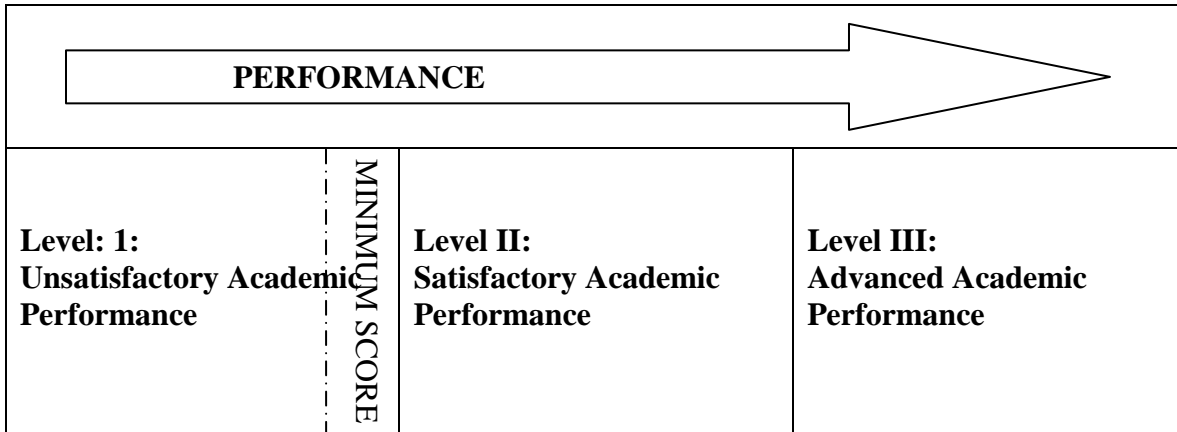 PERFORMANCE
Level: 1:
Unsatisfactory Academic
Performance
MINIMUM SCORE
Level II:
Satisfactory Academic
Performance
Level III:
Advanced Academic
Performance